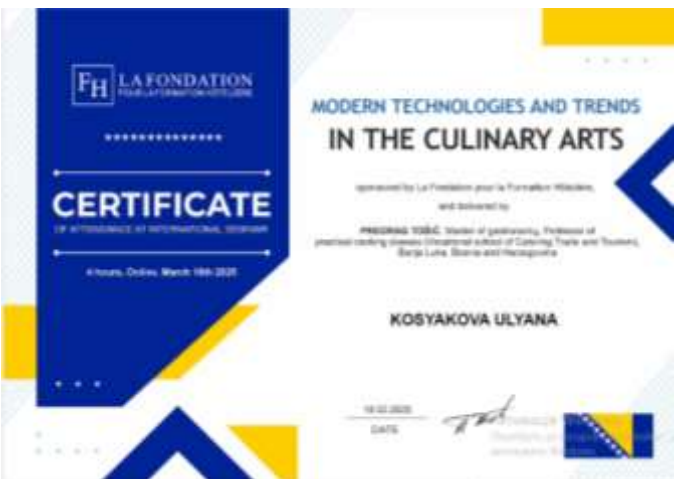 FH LA FONDATION
POUR LA FORMATION HÔTELIÈRE
CERTIFICATE
OF ATTENDANCE AT INTERNATIONAL SEMINAR
4 hours, Online, March 18th 2025
MODERN TECHNOLOGIES AND TRENDS
IN THE CULINARY ARTS
sponsored by La Fondation pour la Formation Hôtelière,
and delivered by
PREDRAG TOŠIĆ, Master of gastronomy, Professor of
practical cooking classes (Vocational school of Catering, Trade and Tourism),
Banja Luka, Bosnia and Herzegovina
KOSYAKOVA ULYANA
DATE